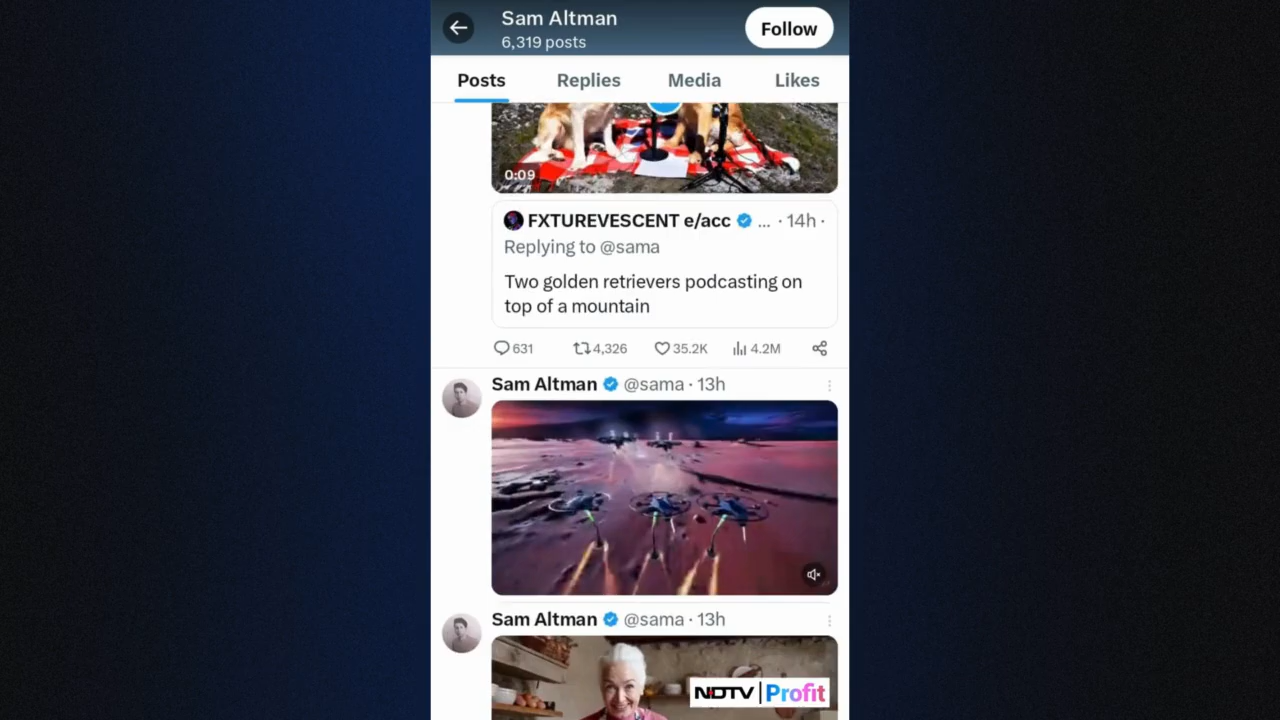 Sam Altman
6,319 posts
Follow
Posts Replies Media Likes
0:09
FXTUREVESCENT e/acc ... · 14h ·
Replying to @sama
Two golden retrievers podcasting on
top of a mountain
631 4,326 35.2K 4.2M
Sam Altman @sama · 13h
Sam Altman @sama · 13h
NDTV | Profit